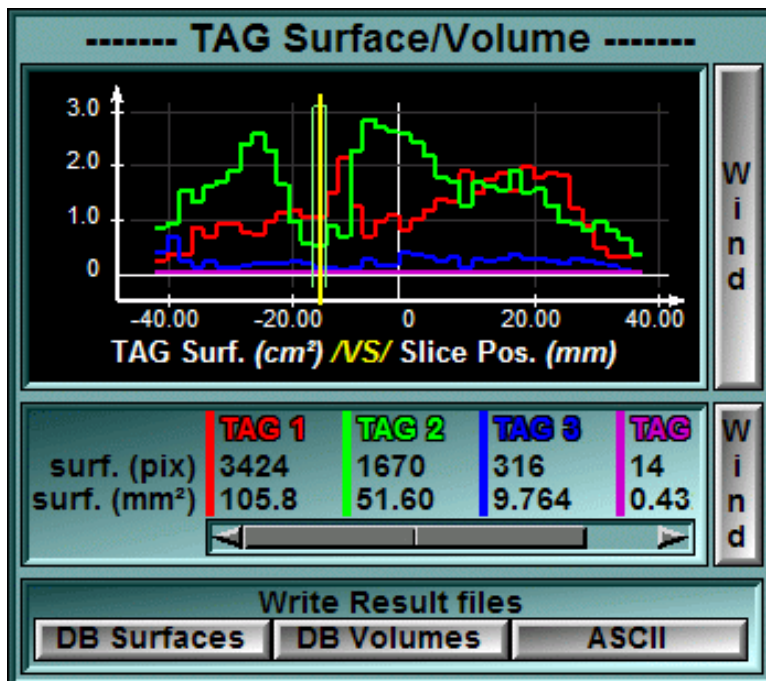 ------- TAG Surface/Volume -------
3.0
2.0
1.0
0
-40.00 -20.00 0 20.00 40.00
TAG Surf. (cm²) /VS/ Slice Pos. (mm)
Wind
TAG 1 TAG 2 TAG 3 TAG
surf. (pix) 3424 1670 316 14
surf. (mm²) 105.8 51.60 9.764 0.43
Wind
Write Result files
DB Surfaces DB Volumes ASCII